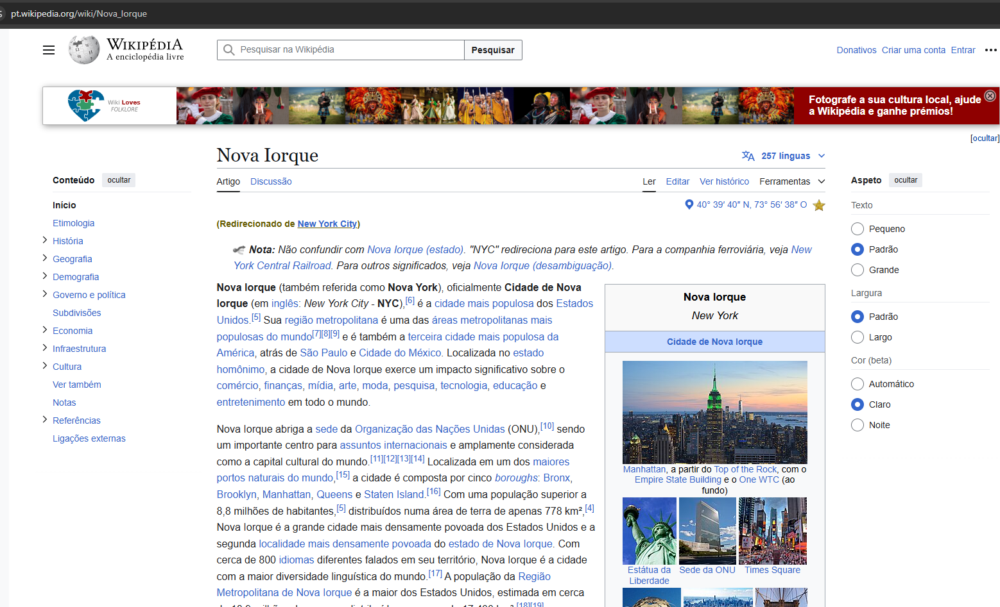 pt.wikipedia.org/wiki/Nova_Iorque
WIKIPÉDIA
A enciclopédia livre
Pesquisar na Wikipédia
Pesquisar
Donativos Criar uma conta Entrar
Wiki Loves
FOLKLORE
Fotografe a sua cultura local, ajude
a Wikipédia e ganhe prémios!
[ocultar]
Conteúdo ocultar
Início
Etimologia
História
Geografia
Demografia
Governo e política
Subdivisões
Economia
Infraestrutura
Cultura
Ver também
Notas
Referências
Ligações externas
Nova Iorque
257 línguas
Artigo Discussão
Ler Editar Ver histórico Ferramentas
40° 39′ 40″ N, 73° 56′ 38″ O
(Redirecionado de New York City)
Nota: Não confundir com Nova Iorque (estado). "NYC" redireciona para este artigo. Para a companhia ferroviária, veja New
York Central Railroad. Para outros significados, veja Nova Iorque (desambiguação).
Nova Iorque (também referida como Nova York), oficialmente Cidade de Nova
Iorque (em inglês: New York City - NYC),[6] é a cidade mais populosa dos Estados
Unidos.[5] Sua região metropolitana é uma das áreas metropolitanas mais
populosas do mundo[7][8][9] e é também a terceira cidade mais populosa da
América, atrás de São Paulo e Cidade do México. Localizada no estado
homônimo, a cidade de Nova Iorque exerce um impacto significativo sobre o
comércio, finanças, mídia, arte, moda, pesquisa, tecnologia, educação e
entretenimento em todo o mundo.
Nova Iorque abriga a sede da Organização das Nações Unidas (ONU),[10] sendo
um importante centro para assuntos internacionais e amplamente considerada
como a capital cultural do mundo.[11][12][13][14] Localizada em um dos maiores
portos naturais do mundo,[15] a cidade é composta por cinco boroughs: Bronx,
Brooklyn, Manhattan, Queens e Staten Island.[16] Com uma população superior a
8,8 milhões de habitantes,[5] distribuídos numa área de terra de apenas 778 km²,[4]
Nova Iorque é a grande cidade mais densamente povoada dos Estados Unidos e a
segunda localidade mais densamente povoada do estado de Nova Iorque. Com
cerca de 800 idiomas diferentes falados em seu território, Nova Iorque é a cidade
com a maior diversidade linguística do mundo.[17] A população da Região
Metropolitana de Nova Iorque é a maior dos Estados Unidos, estimada em cerca
[18][19]
Nova Iorque
New York
Cidade de Nova Iorque
Manhattan, a partir do Top of the Rock, com o
Empire State Building e o One WTC (ao
fundo)
Estátua da
Liberdade
Sede da ONU
Times Square
Aspeto ocultar
Texto
Pequeno
Padrão
Grande
Largura
Padrão
Largo
Cor (beta)
Automático
Claro
Noite